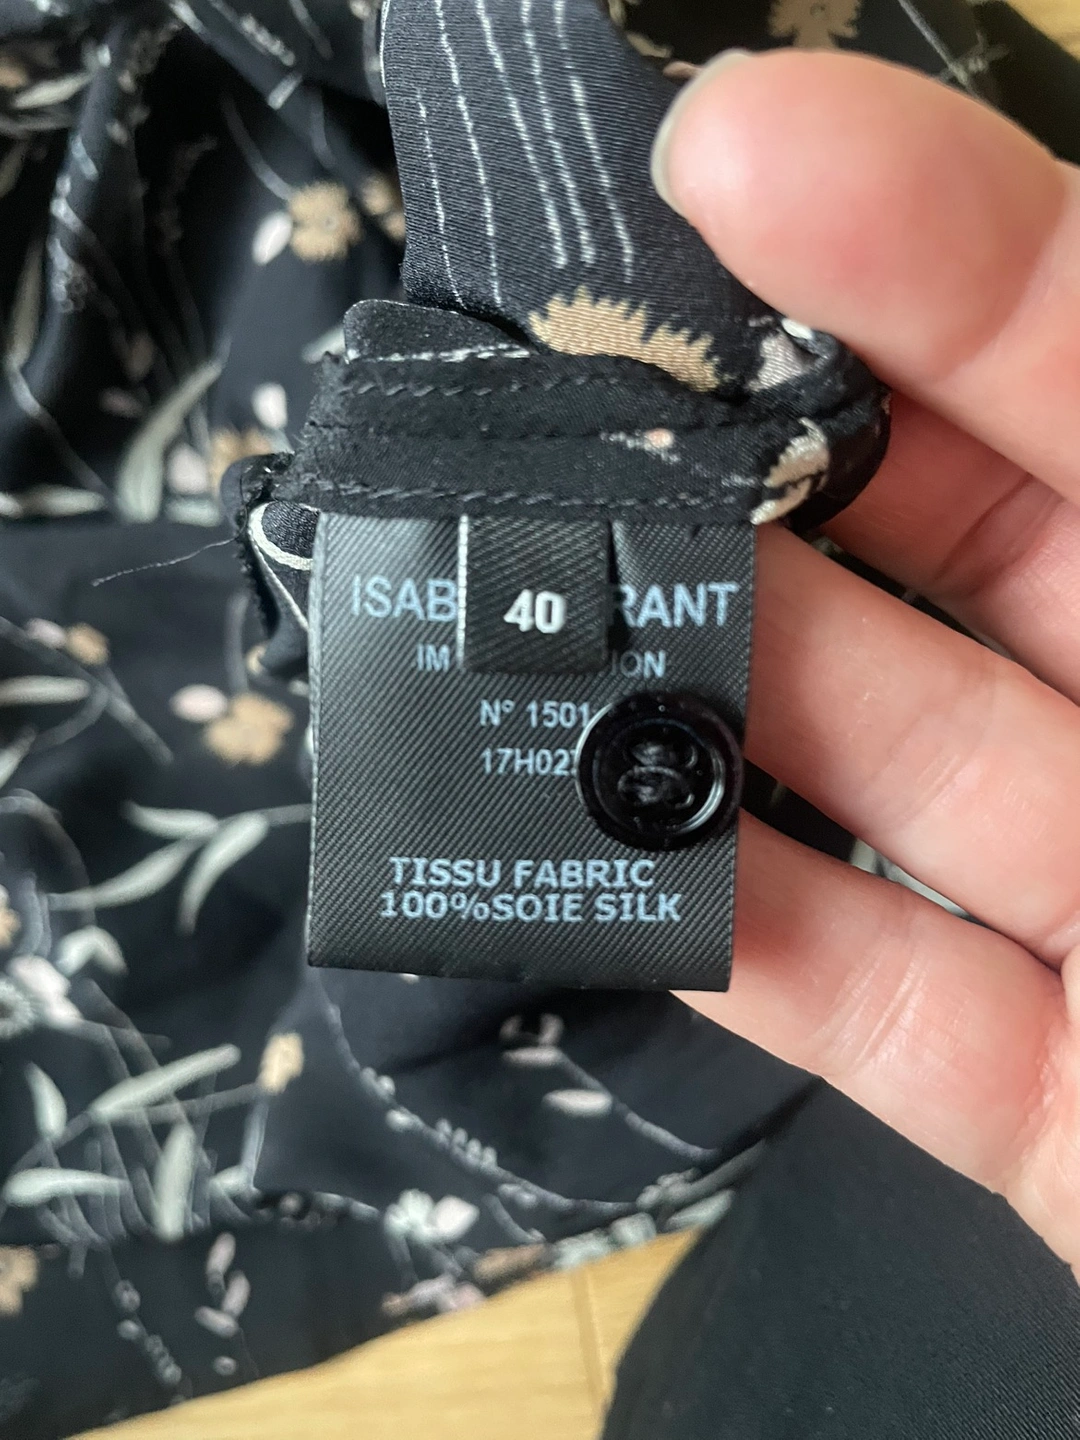 ISAB RANT
40
IM ION
N° 1501
17H02
TISSU FABRIC
100%SOIE SILK